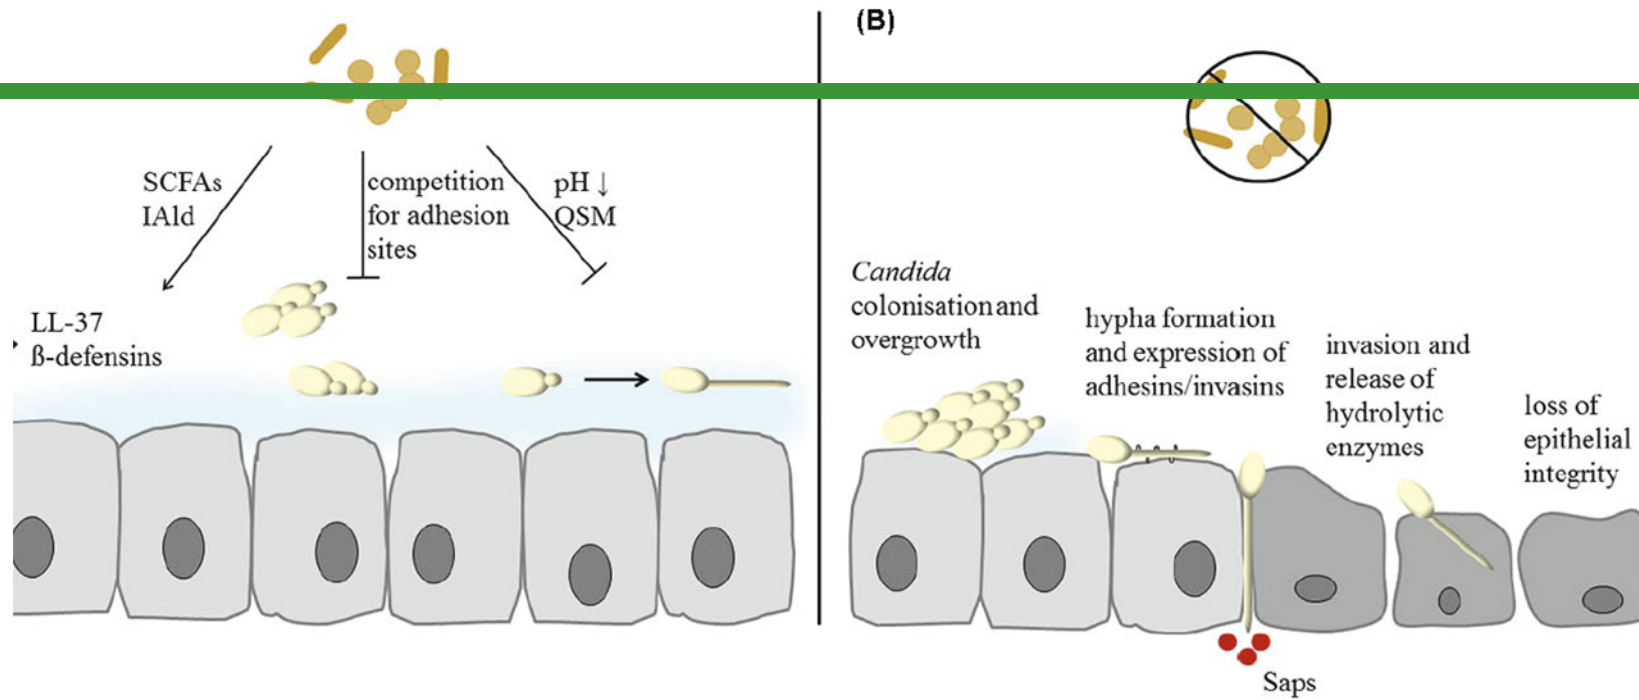 (B)
SCFAs
IAld
competition
for adhesion
sites
pH ↓
QSM
LL-37
ß-defensins
Candida
colonisation and
overgrowth
hypha formation
and expression of
adhesins/invasins
invasion and
release of
hydrolytic
enzymes
loss of
epithelial
integrity
Saps